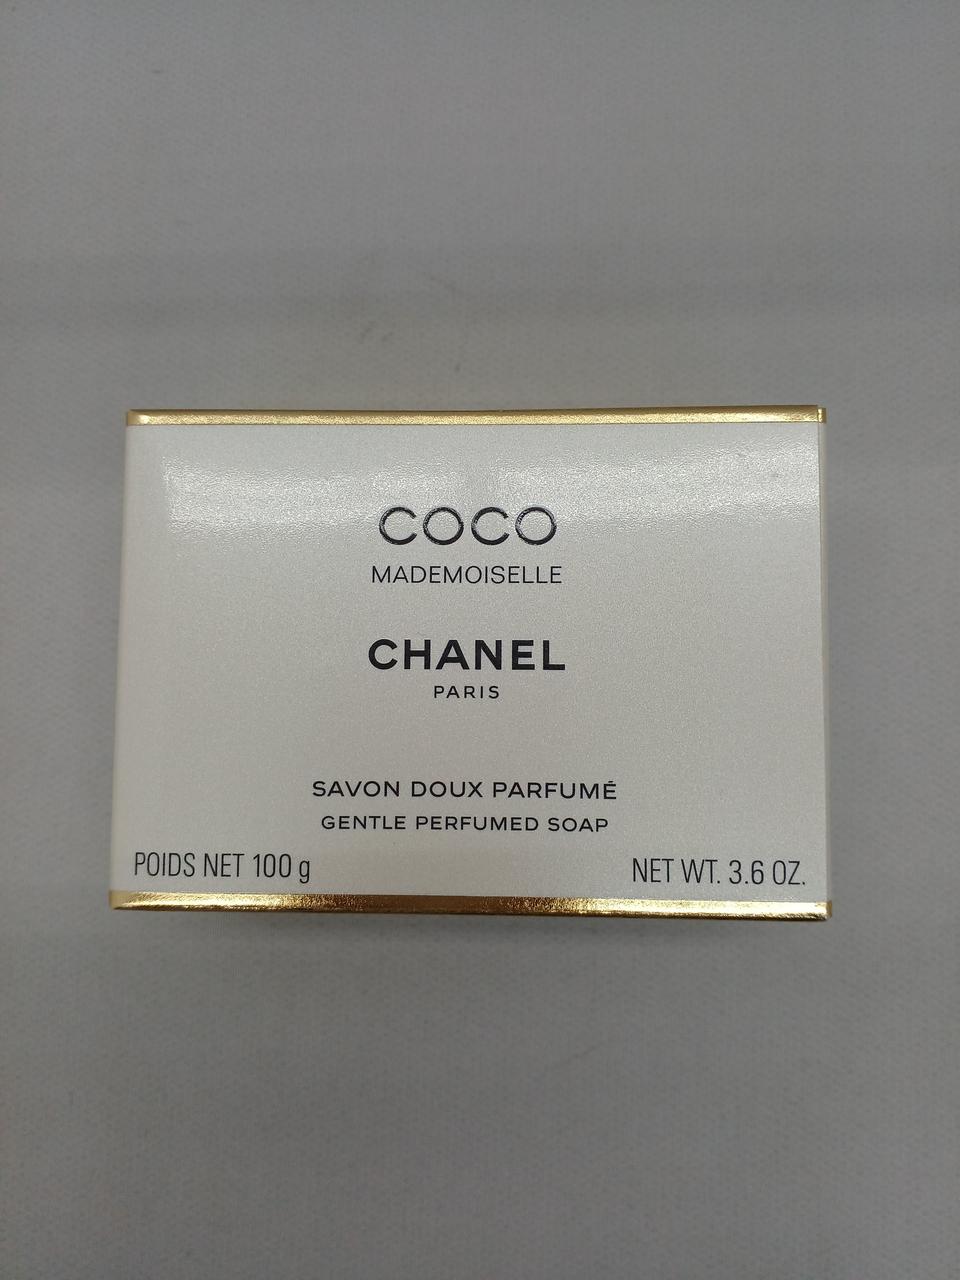 COCO
MADEMOISELLE
CHANEL
PARIS
SAVON DOUX PARFUMÉ
GENTLE PERFUMED SOAP
POIDS NET 100 g
NET WT. 3.6 OZ.